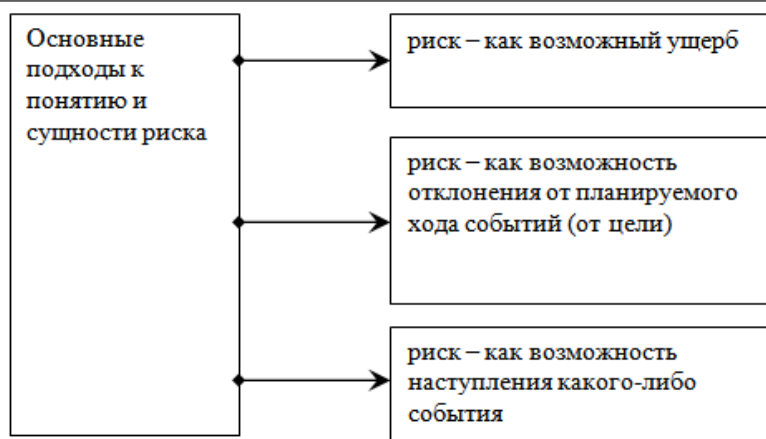 Основные
подходы к
понятию и
сущности риска
риск – как возможный ущерб
риск – как возможность
отклонения от планируемого
хода событий (от цели)
риск – как возможность
наступления какого-либо
события